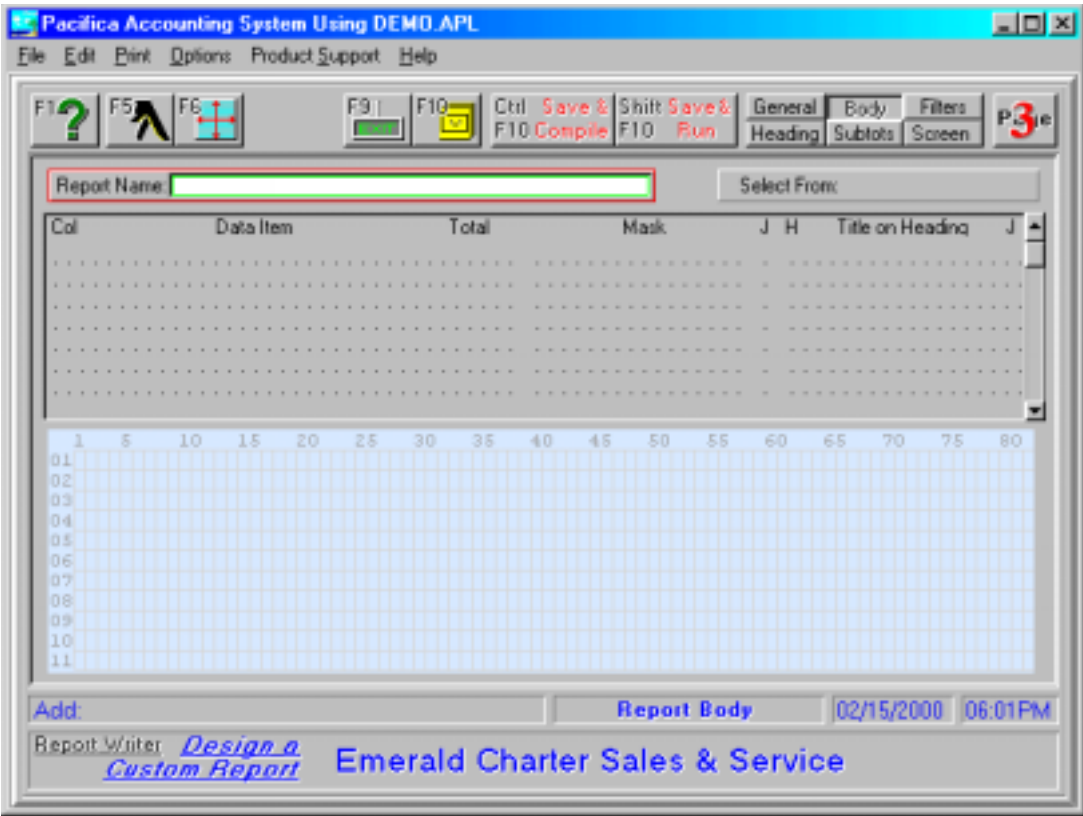 Pacifica Accounting System Using DEMO.APL
File Edit Print Options Product Support Help
F1 F5 F6 F9 Exit F10 Ctrl F10 Save & Compile Shift F10 Save & Run General Body Filters Page 3
Heading Subtots Screen
Report Name: Select From:
Col Data Item Total Mask J H Title on Heading J
1 5 10 15 20 25 30 35 40 45 50 55 60 65 70 75 80
01
02
03
04
05
06
07
08
09
10
11
Add: Report Body 02/15/2000 06:01PM
Report Writer Design a
Custom Report Emerald Charter Sales & Service